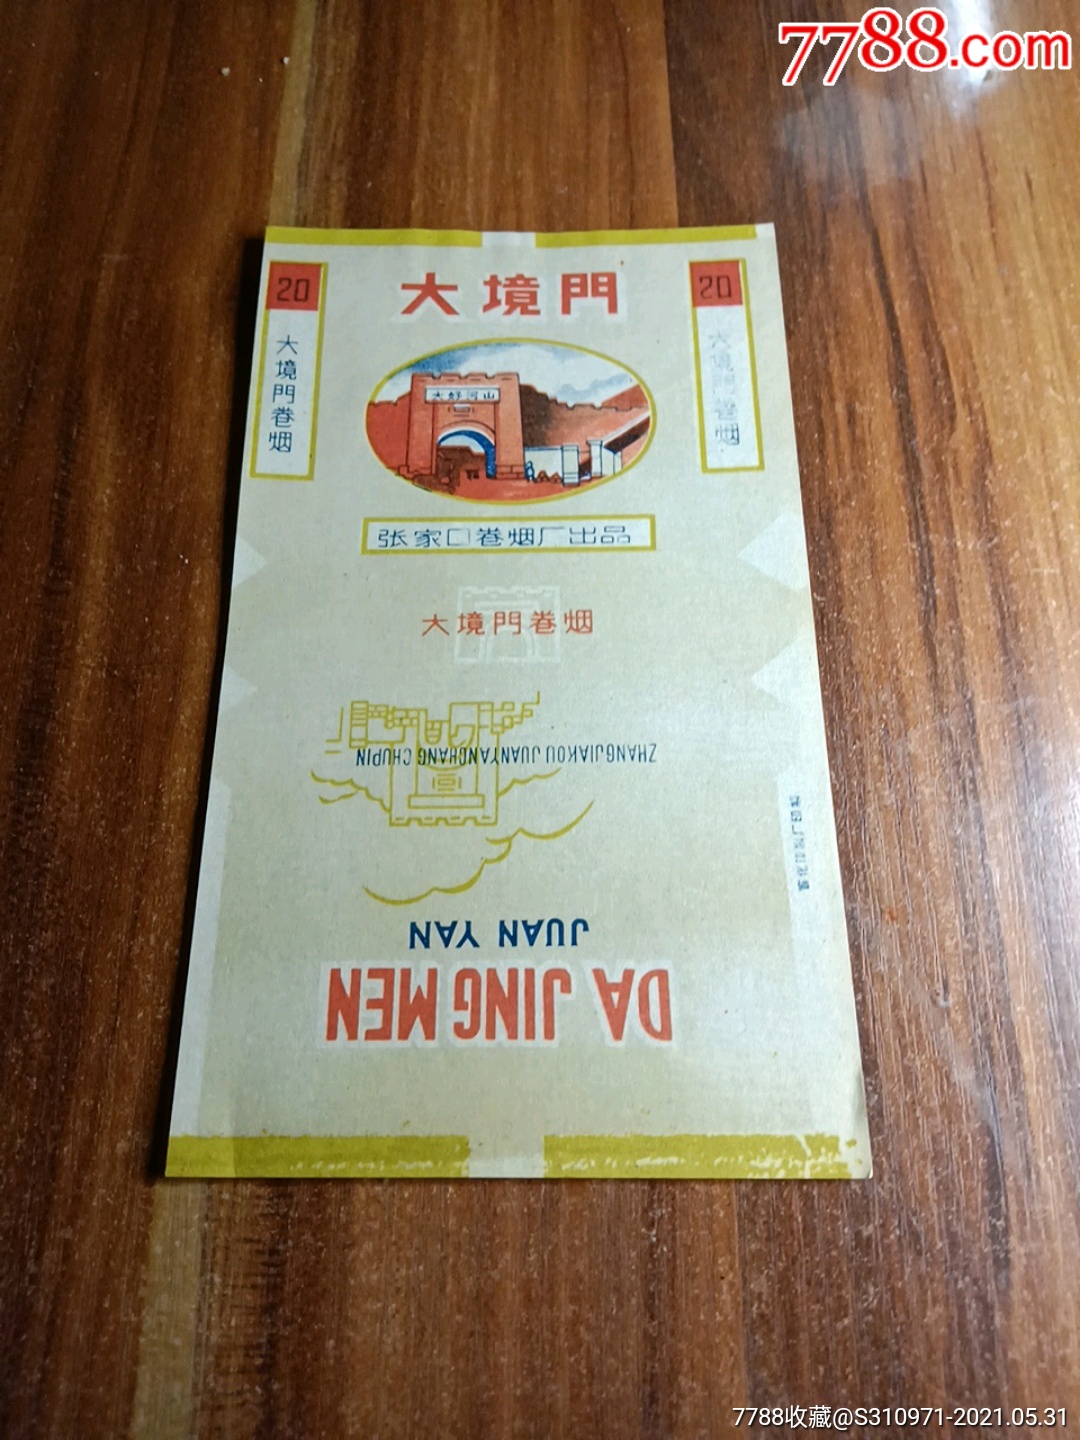 7788.com
20
20
大境門
大境門卷烟
大境門卷烟
大好河山
张家口卷烟厂出品
大境門卷烟
ZHANGJIAKOU JUANYANCHANG CHUPIN
JUAN YAN
DA JING MEN
7788收藏@S310971-2021.05.31